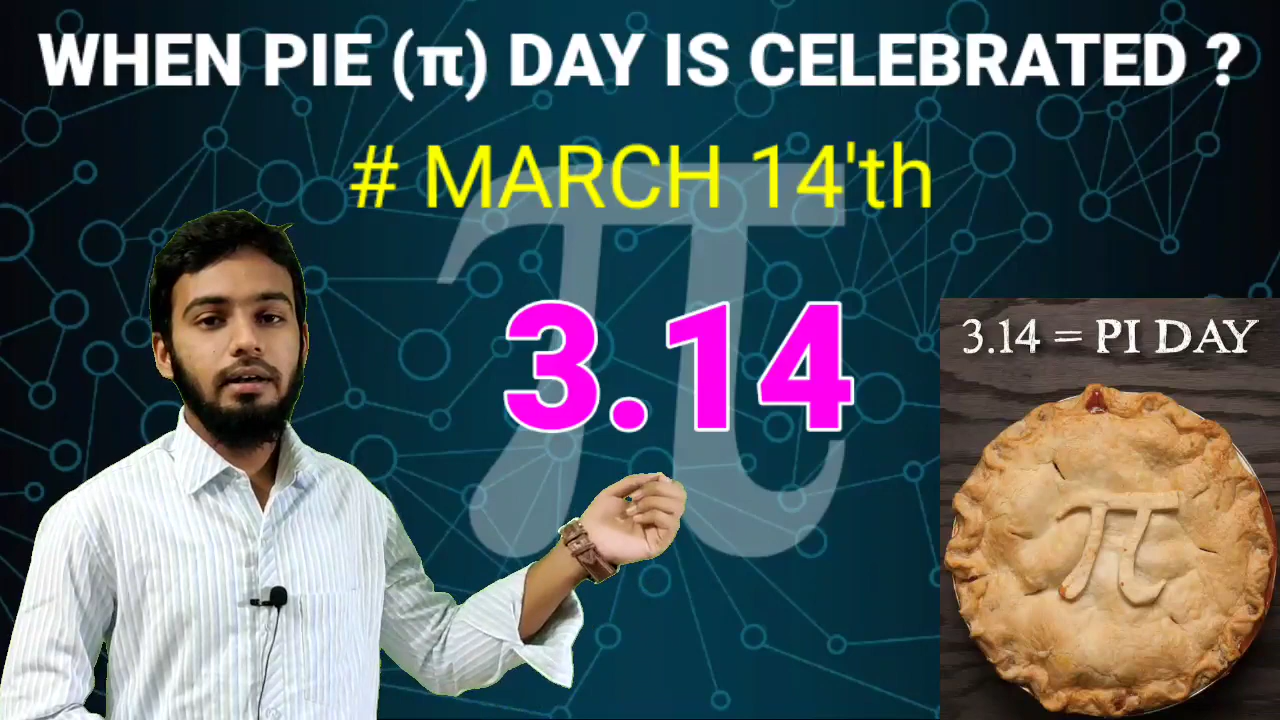 WHEN PIE (π) DAY IS CELEBRATED ?
# MARCH 14'th
π
3.14
3.14 = PI DAY
π